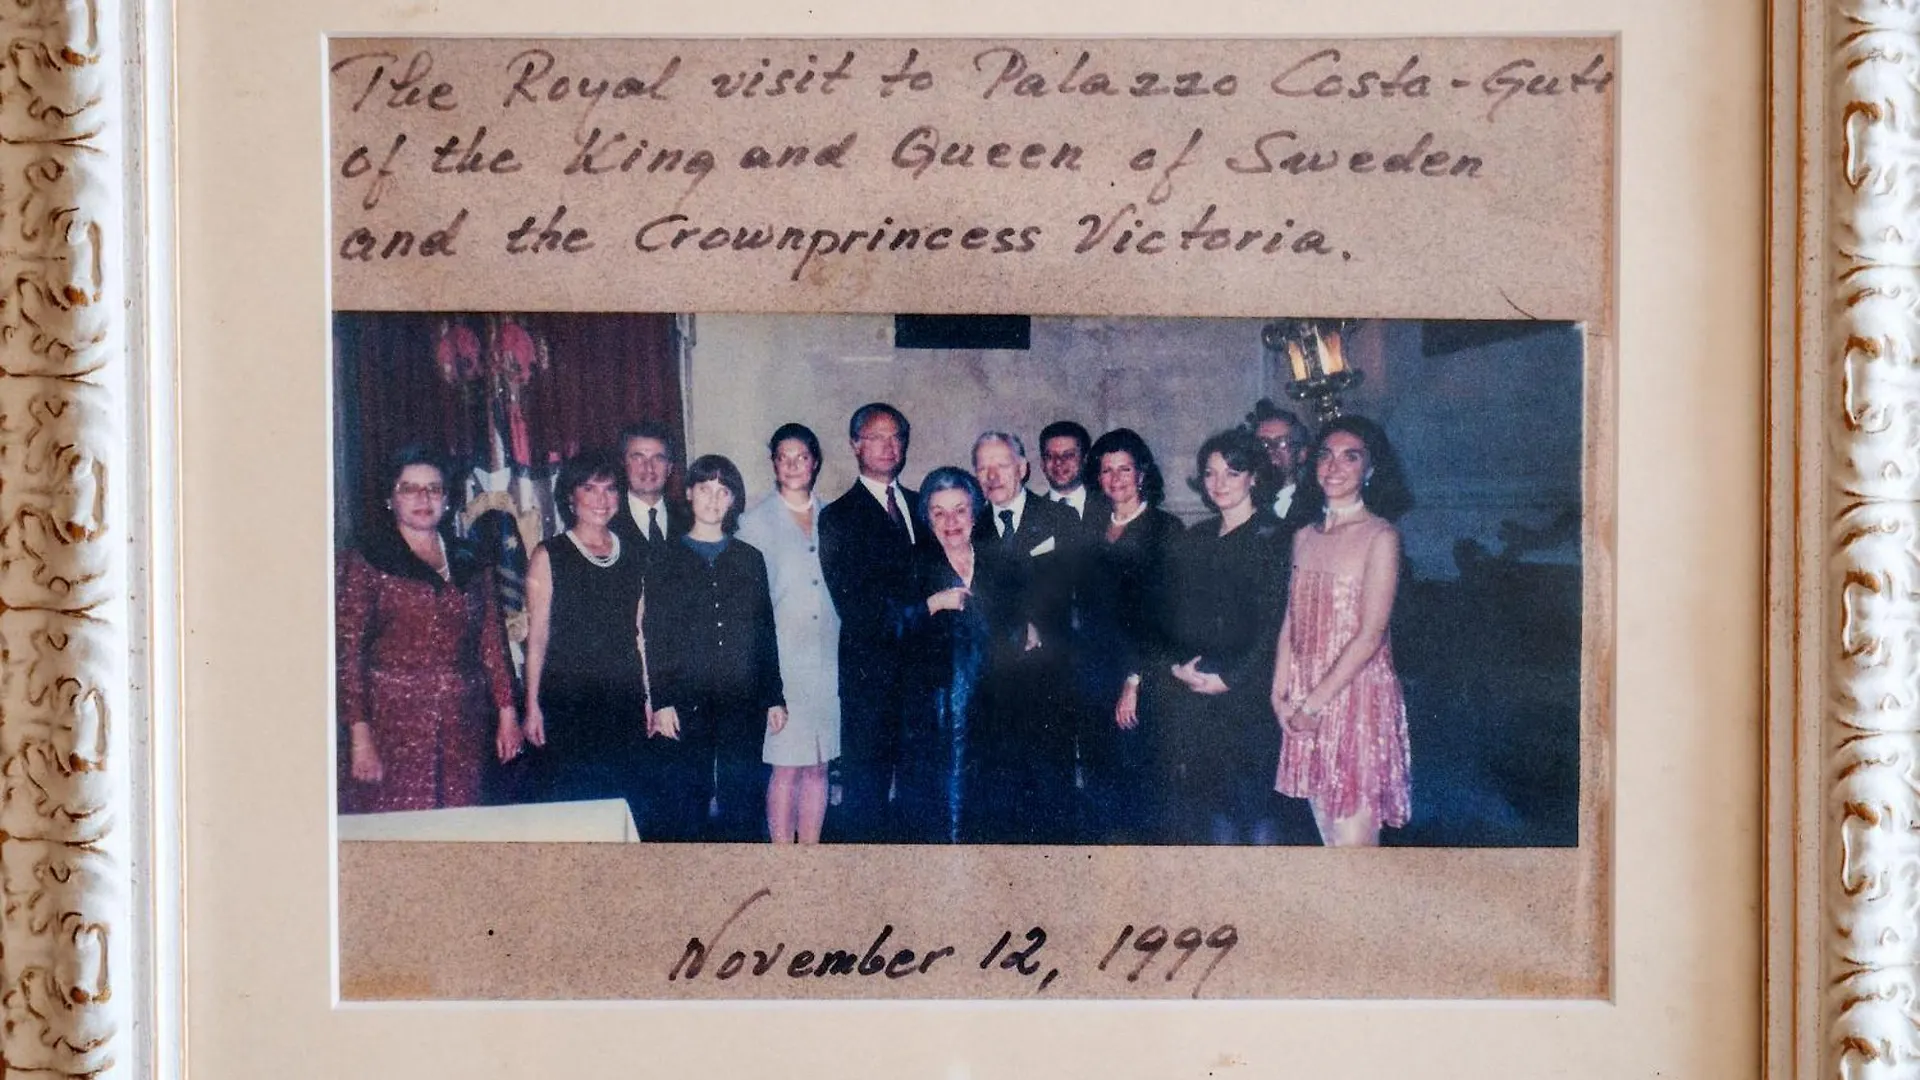 The Royal visit to Palazzo Costa-Guti
of the King and Queen of Sweden
and the Crownprincess Victoria.
November 12, 1999